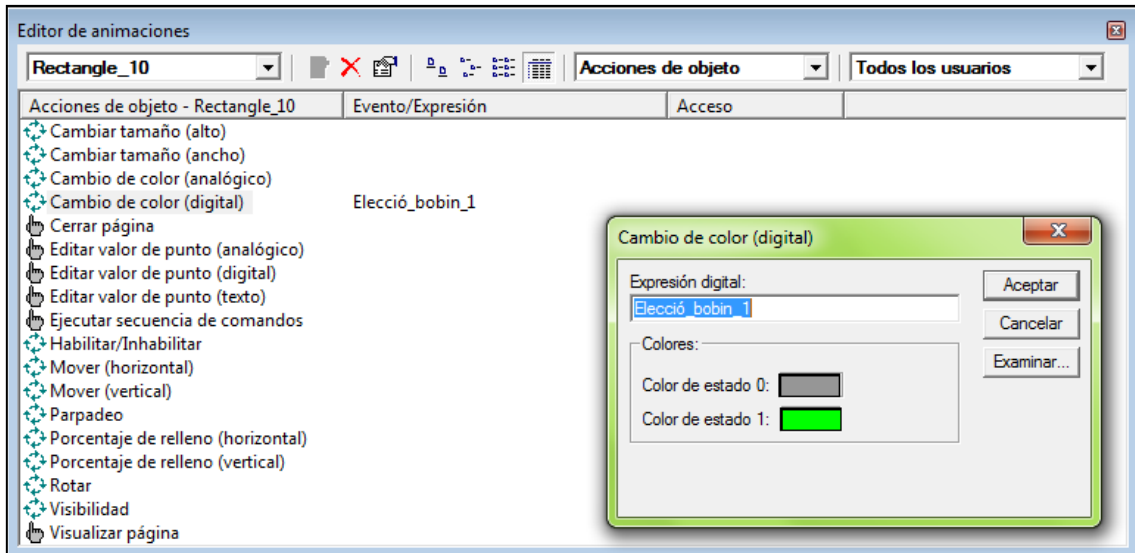 Editor de animaciones
Rectangle_10 Acciones de objeto Todos los usuarios
Acciones de objeto - Rectangle_10 Evento/Expresión Acceso
Cambiar tamaño (alto)
Cambiar tamaño (ancho)
Cambio de color (analógico)
Cambio de color (digital) Elecció_bobin_1
Cerrar página
Editar valor de punto (analógico)
Editar valor de punto (digital)
Editar valor de punto (texto)
Ejecutar secuencia de comandos
Habilitar/Inhabilitar
Mover (horizontal)
Mover (vertical)
Parpadeo
Porcentaje de relleno (horizontal)
Porcentaje de relleno (vertical)
Rotar
Visibilidad
Visualizar página
Cambio de color (digital)
Expresión digital:
Elecció_bobin_1
Colores:
Color de estado 0:
Color de estado 1:
Aceptar
Cancelar
Examinar...